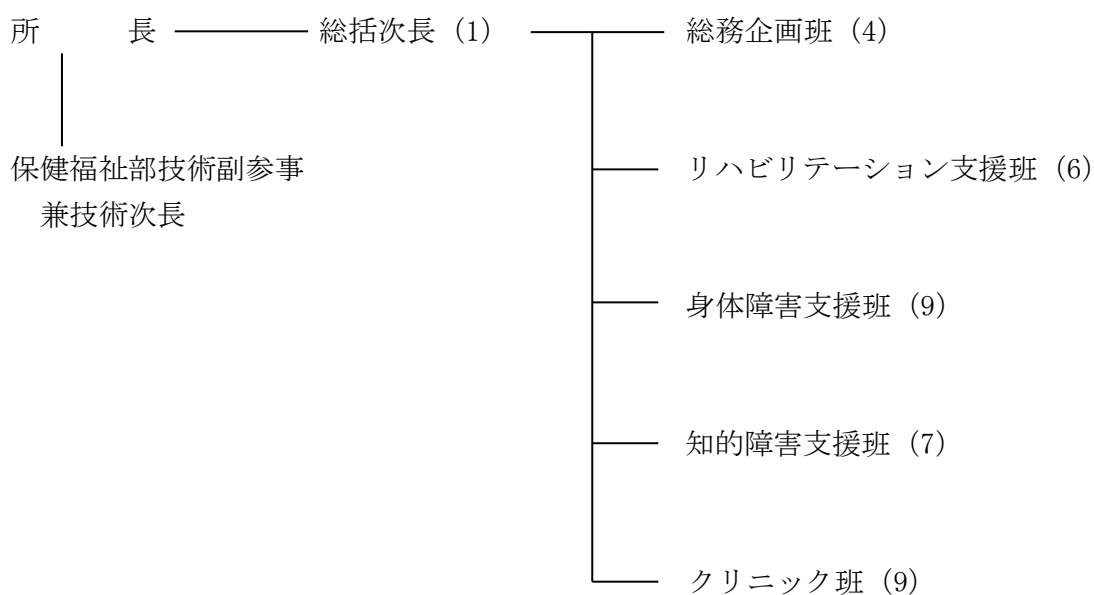 所　　　長　総括次長（1）　総務企画班（4）
保健福祉部技術副参事　リハビリテーション支援班（6）
兼技術次長
身体障害支援班（9）
知的障害支援班（7）
クリニック班（9）